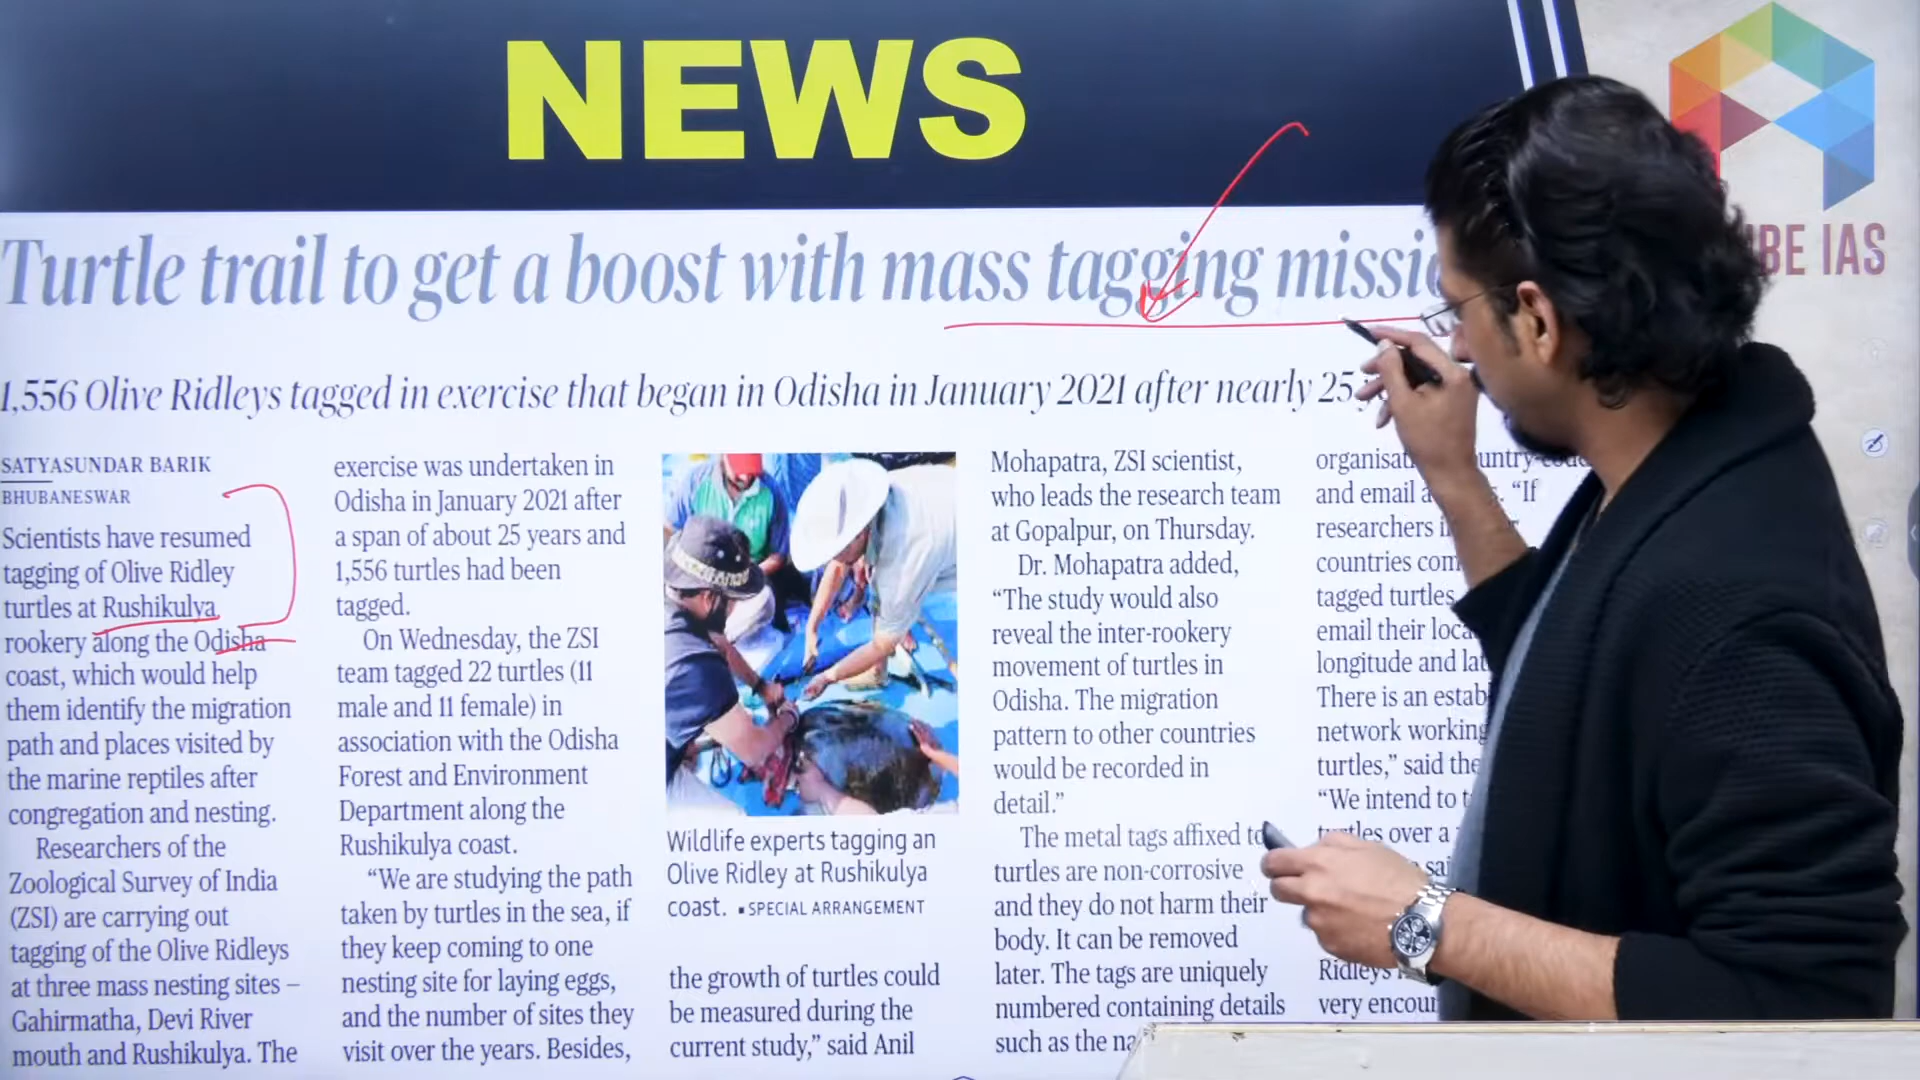 NEWS
BE IAS
Turtle trail to get a boost with mass tagging
1,556 Olive Ridleys tagged in exercise that began in Odisha in January 2021 after nearly 25
SATYASUNDAR BARIK
BHUBANESWAR
Scientists have resumed
tagging of Olive Ridley
turtles at Rushikulya
rookery along the Odisha
coast, which would help
them identify the migration
path and places visited by
the marine reptiles after
congregation and nesting.
Researchers of the
Zoological Survey of India
(ZSI) are carrying out
tagging of the Olive Ridleys
at three mass nesting sites –
Gahirmatha, Devi River
mouth and Rushikulya. The
exercise was undertaken in
Odisha in January 2021 after
a span of about 25 years and
1,556 turtles had been
tagged.
On Wednesday, the ZSI
team tagged 22 turtles (11
male and 11 female) in
association with the Odisha
Forest and Environment
Department along the
Rushikulya coast.
“We are studying the path
taken by turtles in the sea, if
they keep coming to one
nesting site for laying eggs,
and the number of sites they
visit over the years. Besides,
Wildlife experts tagging an
Olive Ridley at Rushikulya
coast. ▪ SPECIAL ARRANGEMENT
the growth of turtles could
be measured during the
current study,” said Anil
Mohapatra, ZSI scientist,
who leads the research team
at Gopalpur, on Thursday.
Dr. Mohapatra added,
“The study would also
reveal the inter-rookery
movement of turtles in
Odisha. The migration
pattern to other countries
would be recorded in
detail.”
The metal tags affixed to
turtles are non-corrosive
and they do not harm their
body. It can be removed
later. The tags are uniquely
numbered containing details
such as the
and email “If
researchers
countries
tagged turtles
email their
longitude and
There is an
network working
turtles,” said the
“We intend to
turtles over a
Ridleys
very